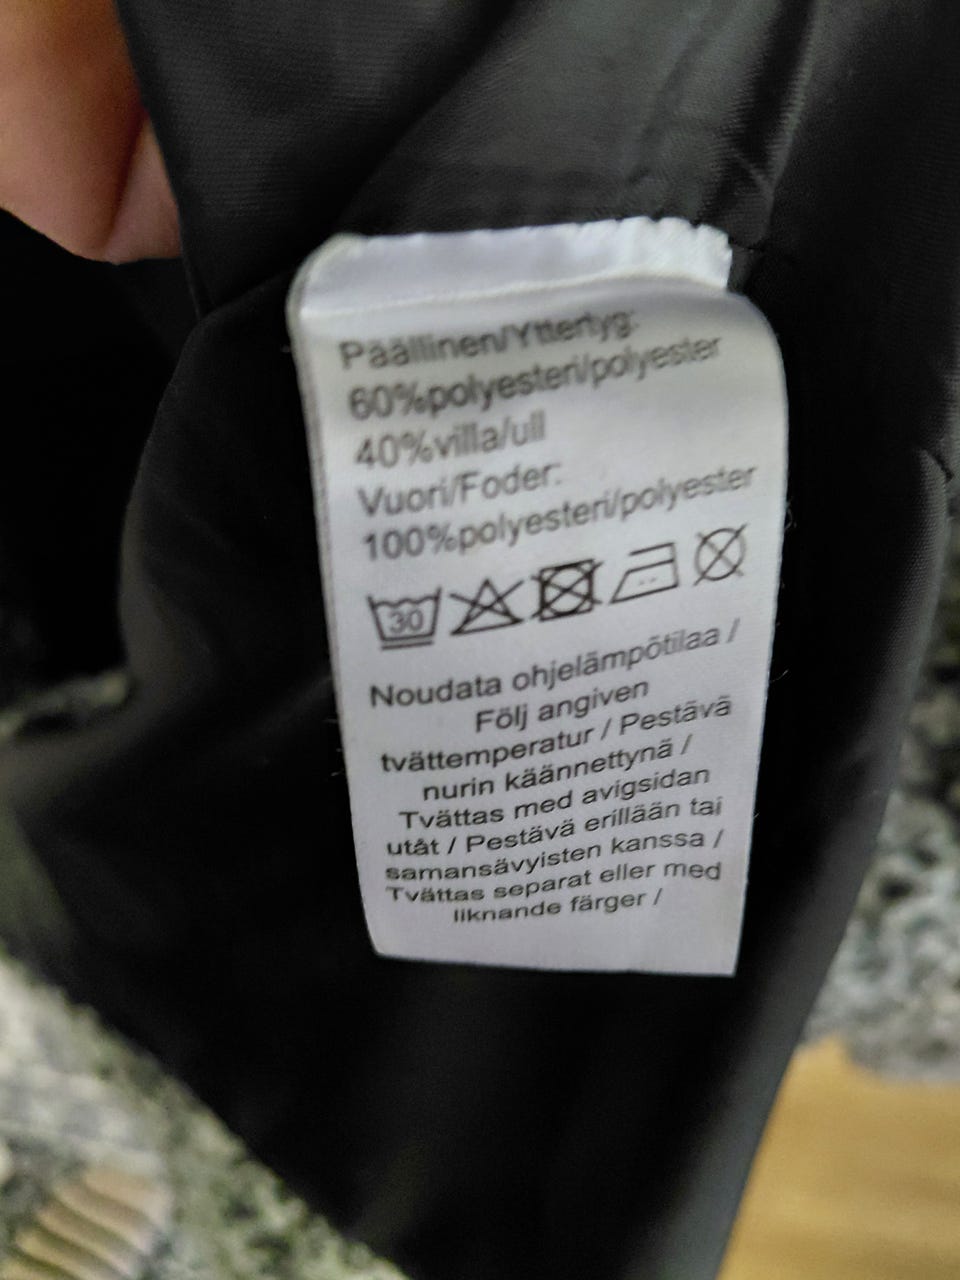 Päällinen/Yttertyg:
60%polyesteri/polyester
40%villa/ull
Vuori/Foder:
100%polyesteri/polyester
30
Noudata ohjelämpötilaa /
Följ angiven
tvättemperatur / Pestävä
nurin käännettynä /
Tvättas med avigsidan
utåt / Pestävä erillään tai
samansävyisten kanssa /
Tvättas separat eller med
liknande färger /